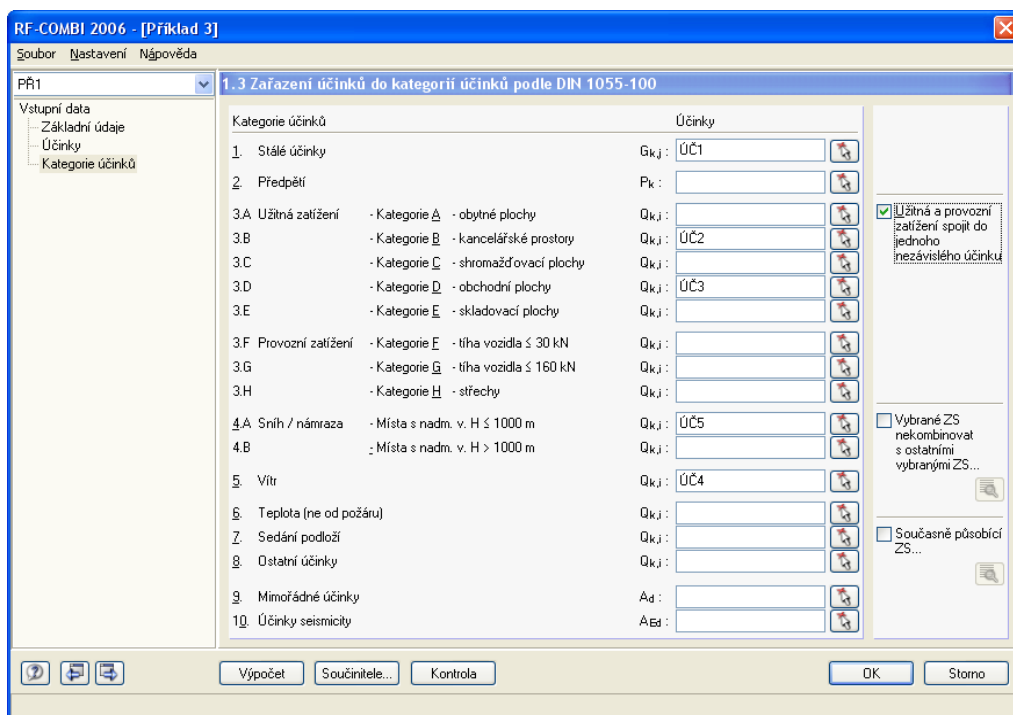 RF-COMBI 2006 - [Příklad 3]
Soubor Nastavení Nápověda
PŘ1
1.3 Zařazení účinků do kategorií účinků podle DIN 1055-100
Vstupní data
Základní údaje
Účinky
Kategorie účinků
Kategorie účinků Účinky
1. Stálé účinky Gk,j : ÚČ1
2. Předpětí Pk :
3.A Užitná zatížení - Kategorie A - obytné plochy Qk,i :
3.B - Kategorie B - kancelářské prostory Qk,i : ÚČ2
3.C - Kategorie C - shromažďovací plochy Qk,i :
3.D - Kategorie D - obchodní plochy Qk,i : ÚČ3
3.E - Kategorie E - skladovací plochy Qk,i :
3.F Provozní zatížení - Kategorie F - tíha vozidla ≤ 30 kN Qk,i :
3.G - Kategorie G - tíha vozidla ≤ 160 kN Qk,i :
3.H - Kategorie H - střechy Qk,i :
4.A Sníh / námraza - Místa s nadm. v. H ≤ 1000 m Qk,i : ÚČ5
4.B - Místa s nadm. v. H > 1000 m Qk,i :
5. Vítr Qk,i : ÚČ4
6. Teplota (ne od požáru) Qk,i :
7. Sedání podloží Qk,i :
8. Ostatní účinky Qk,i :
9. Mimořádné účinky Ad :
10. Účinky seismicity AEd :
Užitná a provozní
zatížení spojit do
jednoho
nezávislého účinku
Vybrané ZS
nekombinovat
s ostatními
vybranými ZS...
Současně působící
ZS...
Výpočet Součinitele... Kontrola OK Storno